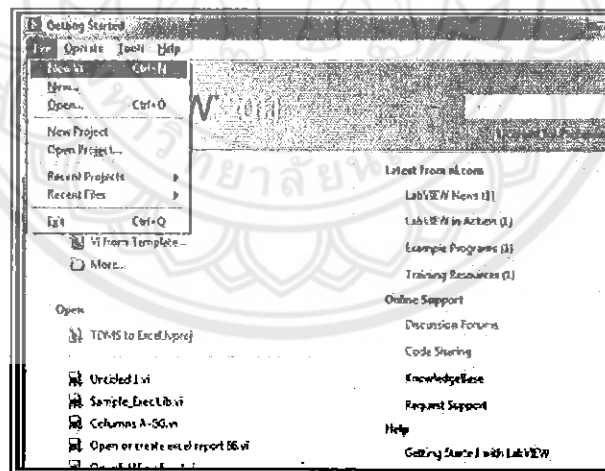 Getting Started
File Operate Tools Help
New VI Ctrl+N
New...
Open... Ctrl+O
New Project
Open Project...
Recent Projects
Recent Files
Exit Ctrl+Q
VI from Template...
More...
Open
TDMS to Excel.lvproj
Untitled 1.vi
Sample_Exec Lib.vi
Columns A-GG.vi
Open or create excel report 86.vi
Latest from ni.com
LabVIEW News (1)
LabVIEW in Action (1)
Example Programs (1)
Training Resources (1)
Online Support
Discussion Forums
Code Sharing
KnowledgeBase
Request Support
Help
Getting Started with LabVIEW